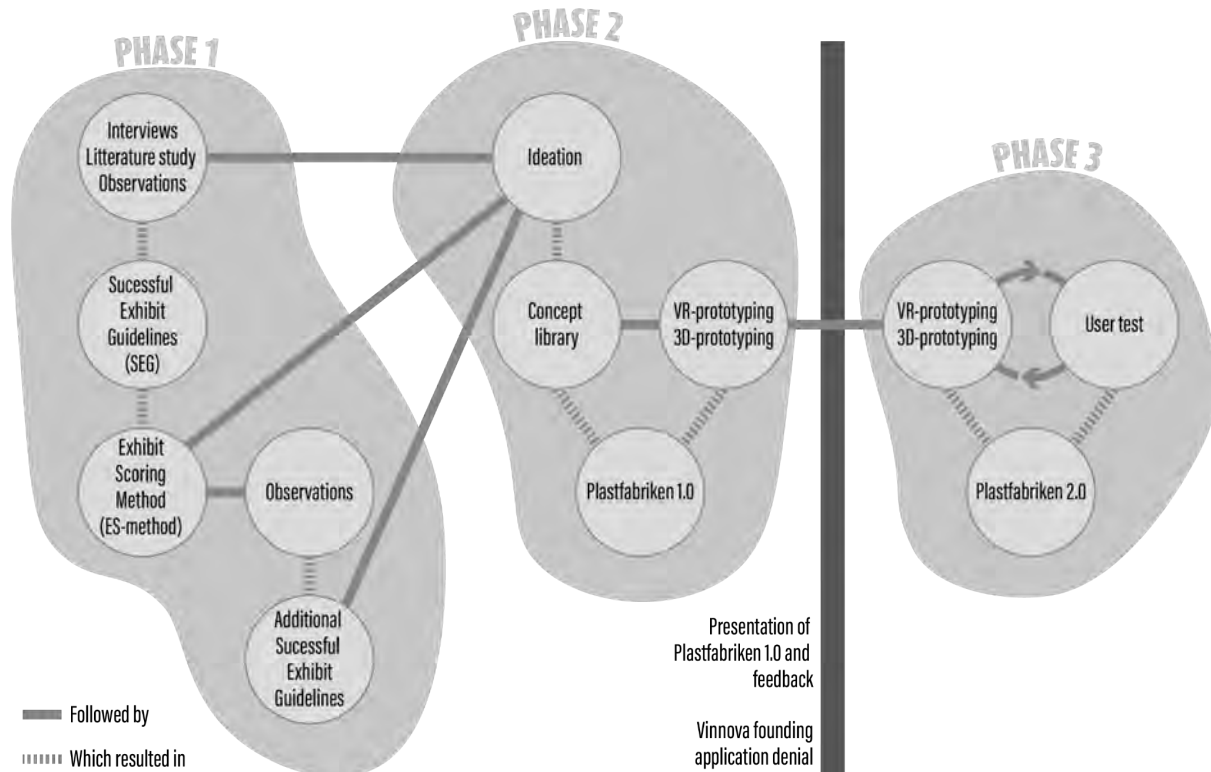 PHASE 1
Interviews
Litterature study
Observations
Sucessful
Exhibit
Guidelines
(SEG)
Exhibit
Scoring
Method
(ES-method)
Observations
Additional
Sucessful
Exhibit
Guidelines
PHASE 2
Ideation
Concept
library
VR-prototyping
3D-prototyping
Plastfabriken 1.0
Presentation of
Plastfabriken 1.0 and
feedback
Vinnova founding
application denial
PHASE 3
VR-prototyping
3D-prototyping
User test
Plastfabriken 2.0
Followed by
Which resulted in